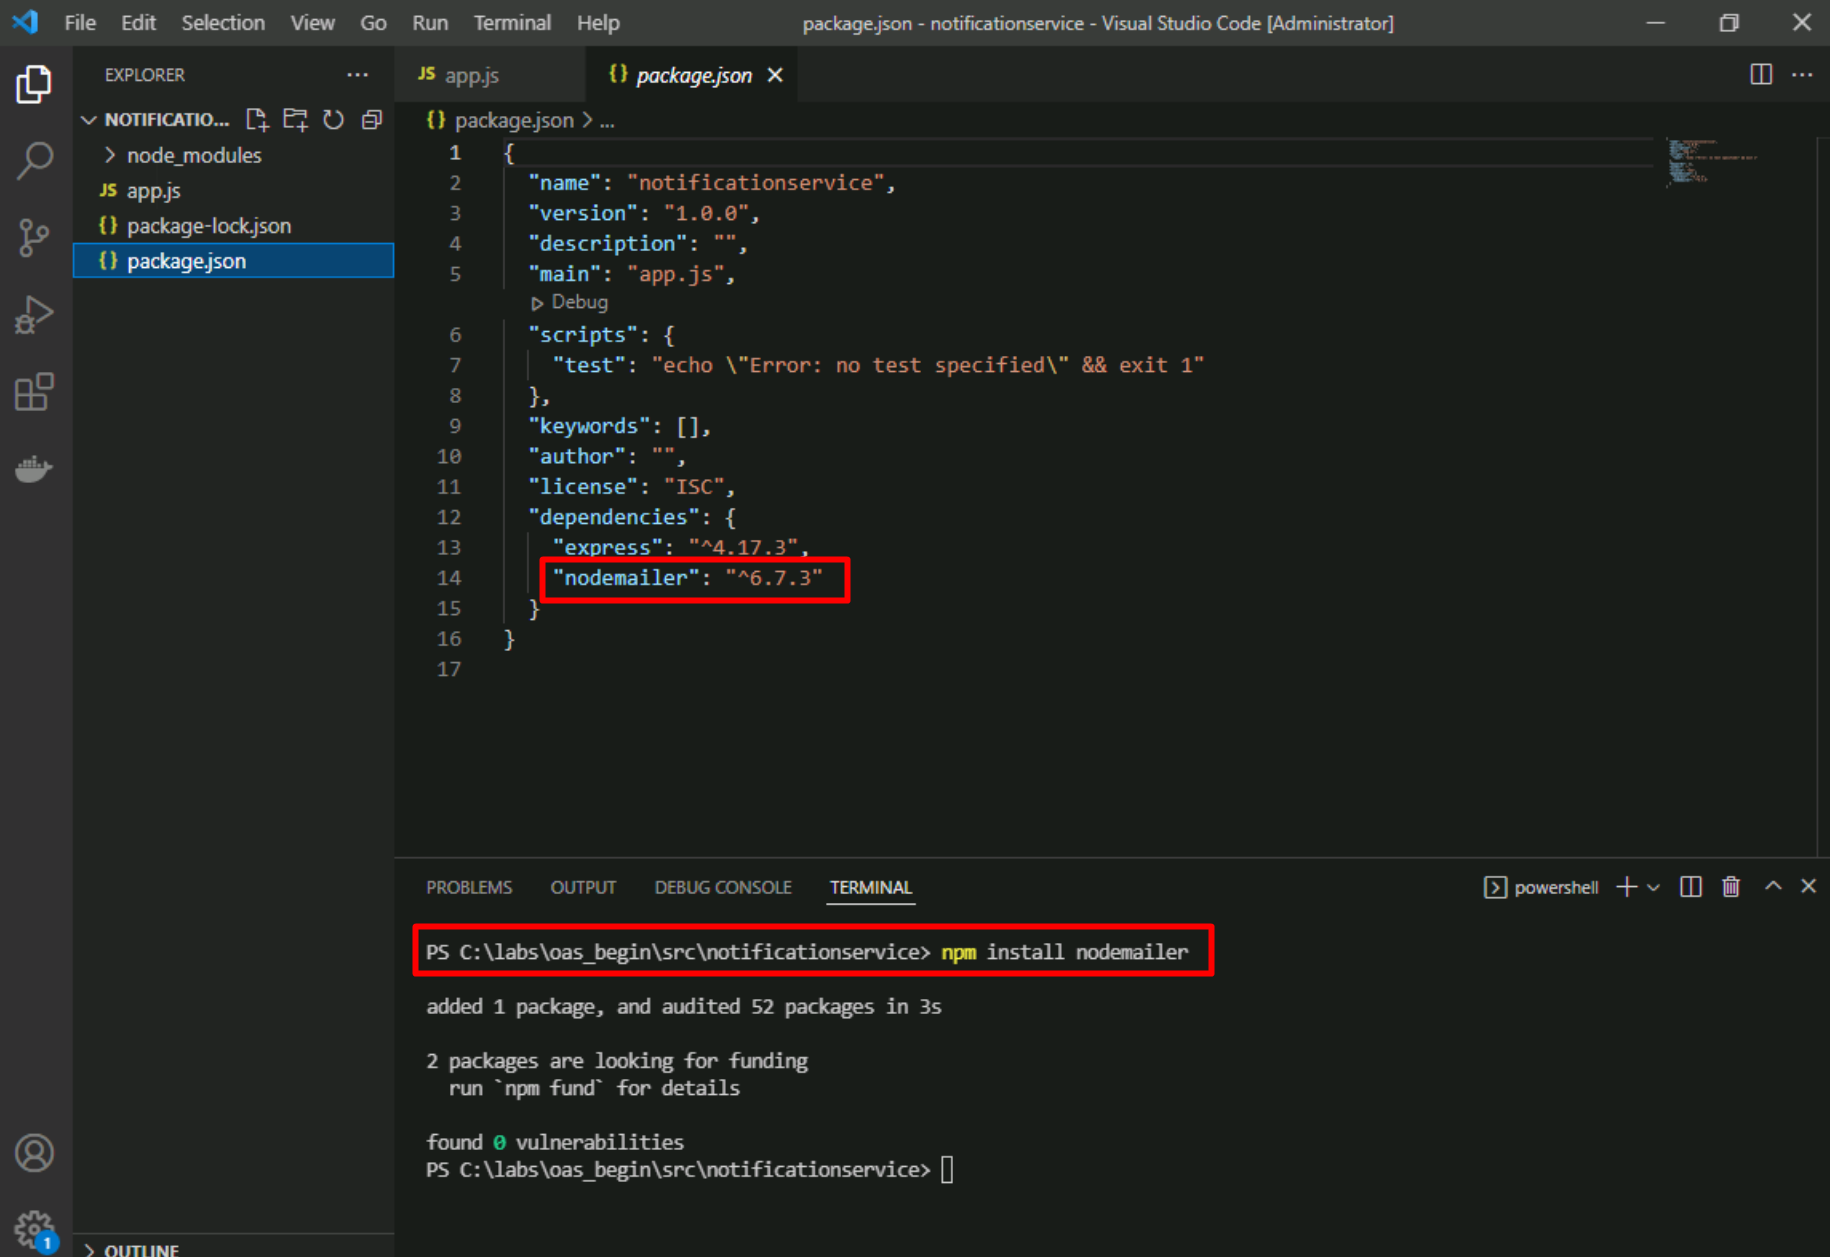 File Edit Selection View Go Run Terminal Help package.json - notificationservice - Visual Studio Code [Administrator]
EXPLORER
JS app.js {} package.json
NOTIFICATIO...
{} package.json > ...
node_modules
JS app.js
{} package-lock.json
{} package.json
1 {
2 "name": "notificationservice",
3 "version": "1.0.0",
4 "description": "",
5 "main": "app.js",
Debug
6 "scripts": {
7 "test": "echo \"Error: no test specified\" && exit 1"
8 },
9 "keywords": [],
10 "author": "",
11 "license": "ISC",
12 "dependencies": {
13 "express": "^4.17.3",
14 "nodemailer": "^6.7.3"
15 }
16 }
17
PROBLEMS OUTPUT DEBUG CONSOLE TERMINAL powershell
PS C:\labs\oas_begin\src\notificationservice> npm install nodemailer
added 1 package, and audited 52 packages in 3s
2 packages are looking for funding
run `npm fund` for details
found 0 vulnerabilities
PS C:\labs\oas_begin\src\notificationservice>
1
OUTLINE